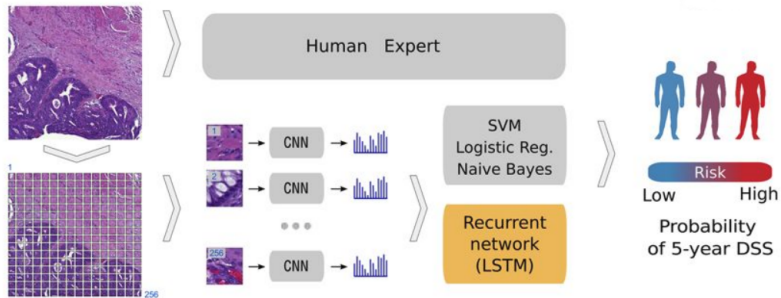 Human Expert
1
256
1
CNN
2
CNN
256
CNN
SVM
Logistic Reg.
Naive Bayes
Recurrent
network
(LSTM)
Risk
Low High
Probability
of 5-year DSS